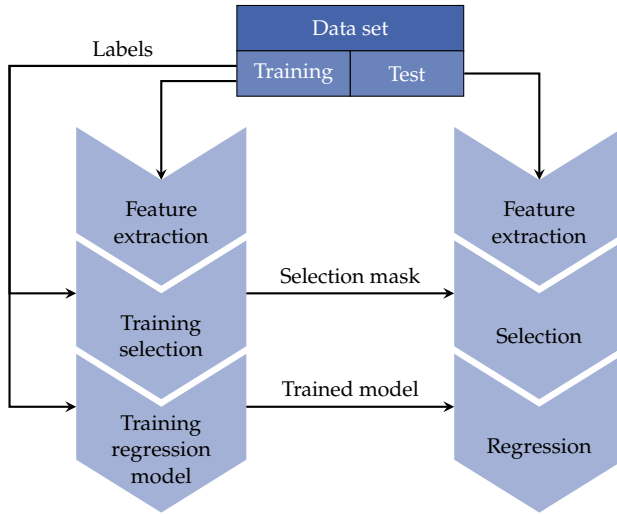 Data set
Labels
Training
Test
Feature
extraction
Feature
extraction
Selection mask
Training
selection
Selection
Trained model
Training
regression
model
Regression